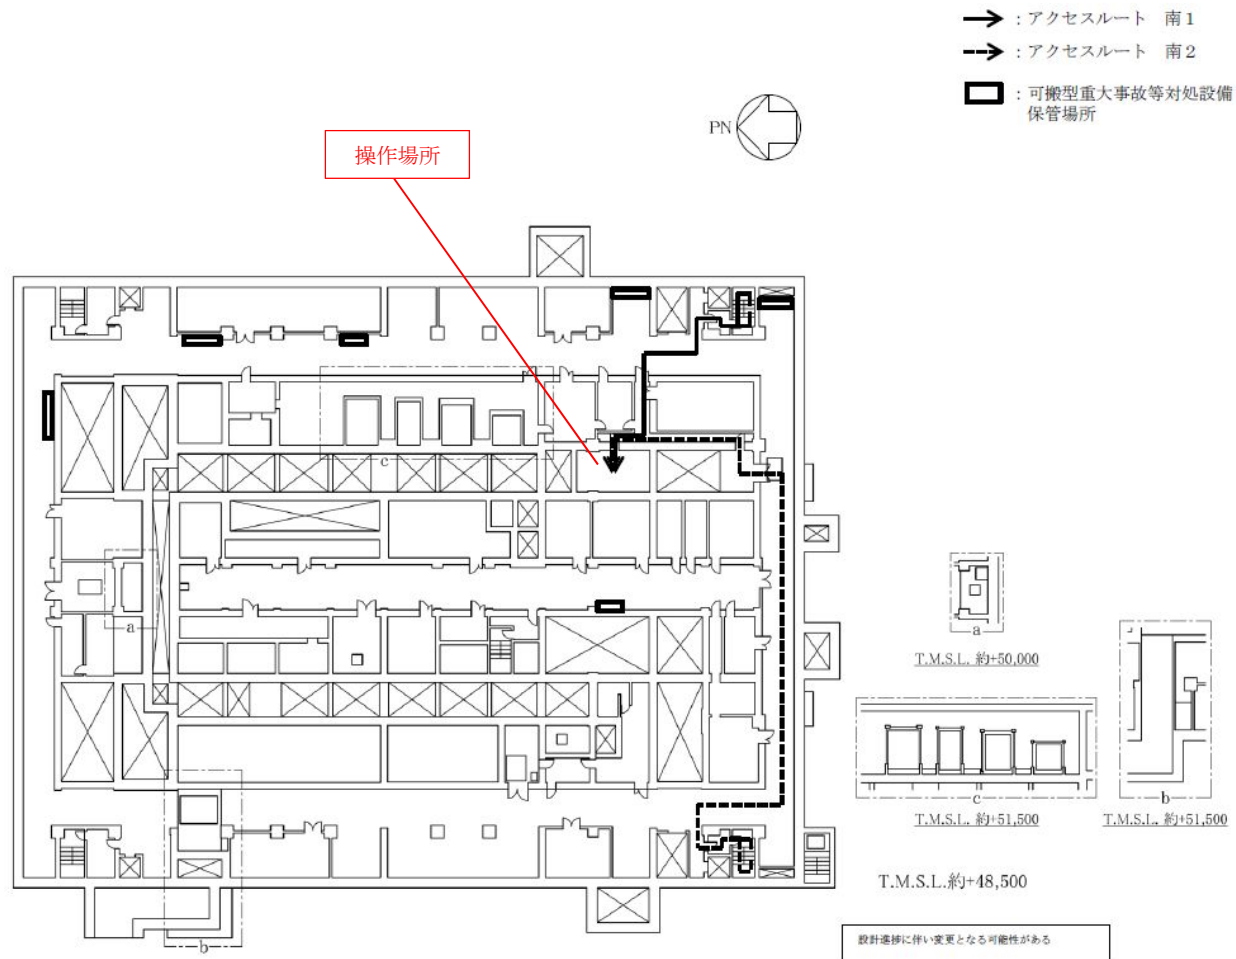 ：アクセスルート　南１
：アクセスルート　南２
：可搬型重大事故等対処設備
保管場所
PN
操作場所
c
a
a
T.M.S.L. 約+50,000
c
b
T.M.S.L. 約+51,500
T.M.S.L. 約+51,500
T.M.S.L.約+48,500
b
設計進捗に伴い変更となる可能性がある